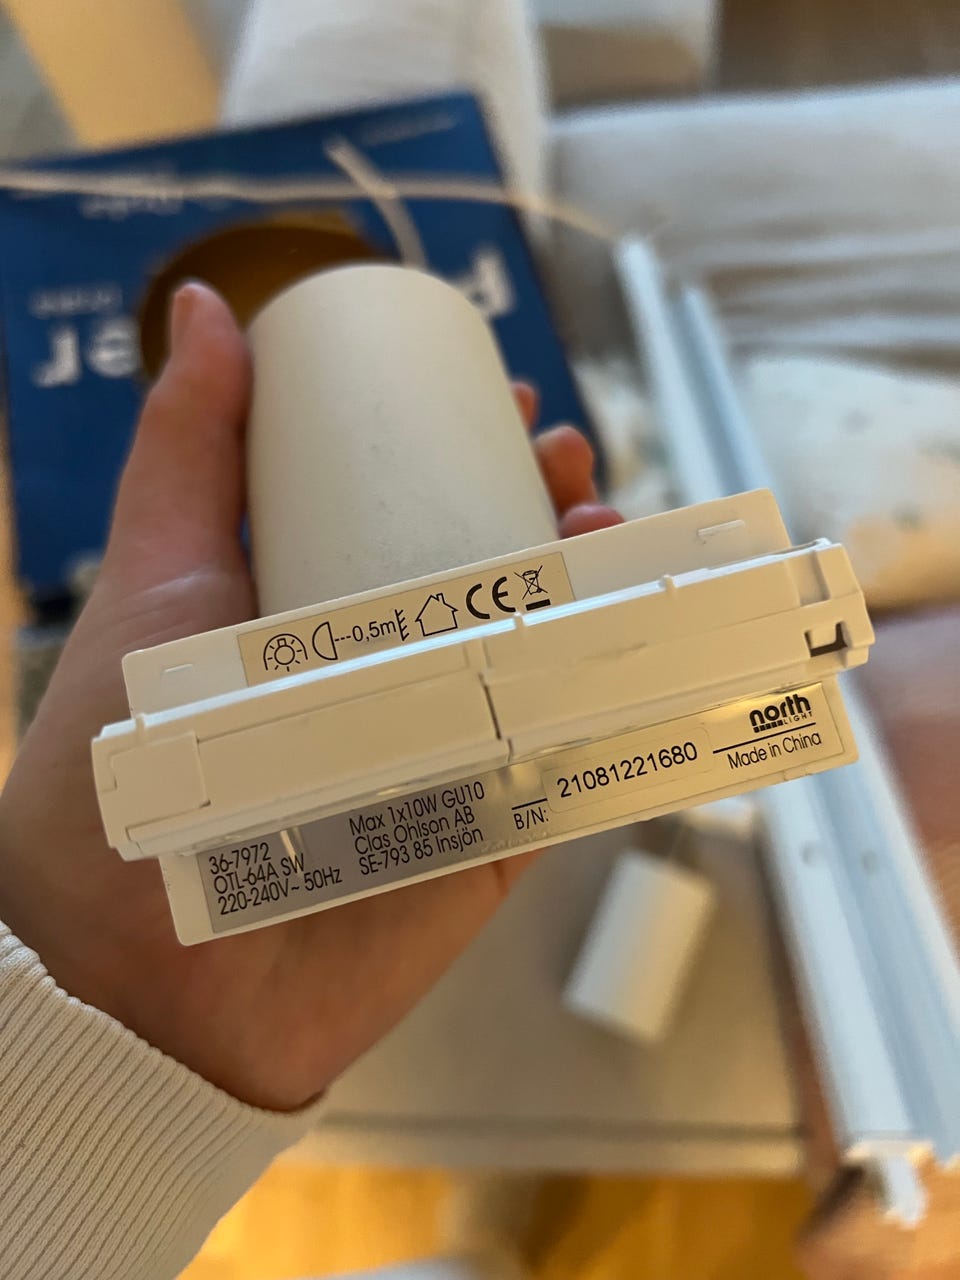 0,5m
CE
36-7972
OTL-64A SW
220-240V~ 50Hz
Max 1x10W GU10
Clas Ohlson AB
SE-793 85 Insjön
B/N:
21081221680
north
LIGHT
Made in China